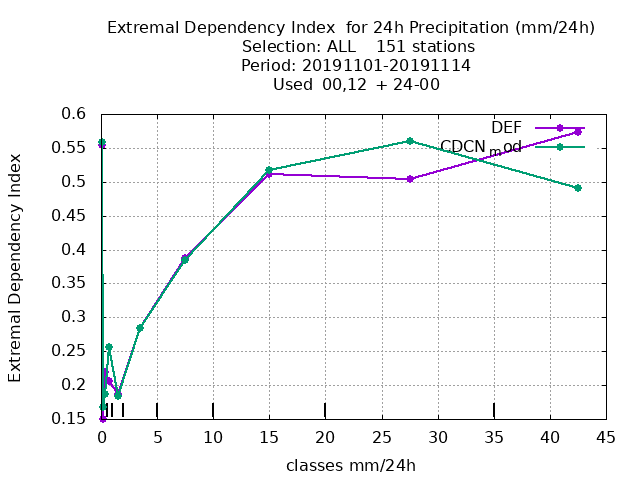 Extremal Dependency Index  for 24h Precipitation (mm/24h)
Selection: ALL    151 stations
Period: 20191101-20191114
Used  00,12  + 24-00
DEF
CDCN mod
0.6
0.55
0.5
0.45
0.4
0.35
0.3
0.25
0.2
0.15
Extremal Dependency Index
0 5 10 15 20 25 30 35 40 45
classes mm/24h